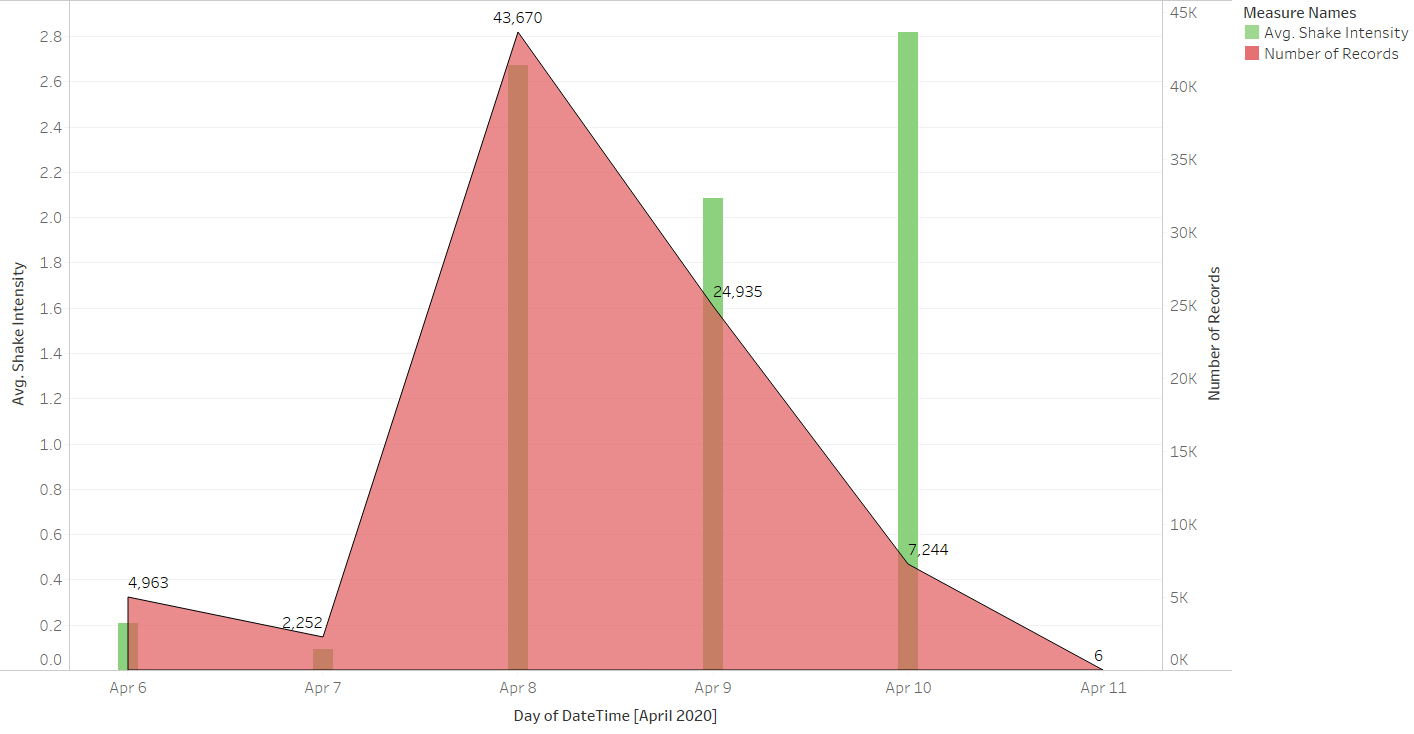 Measure Names
Avg. Shake Intensity
Number of Records
43,670
24,935
7,244
4,963
2,252
6
Avg. Shake Intensity
2.8
2.6
2.4
2.2
2.0
1.8
1.6
1.4
1.2
1.0
0.8
0.6
0.4
0.2
0.0
45K
40K
35K
30K
25K
20K
15K
10K
5K
0K
Number of Records
Apr 6 Apr 7 Apr 8 Apr 9 Apr 10 Apr 11
Day of DateTime [April 2020]